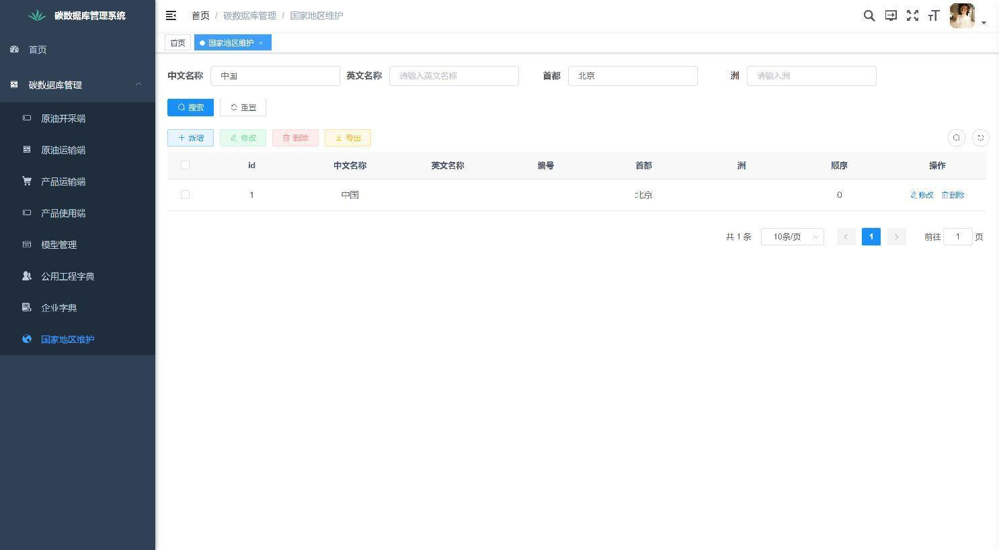 碳数据库管理系统
首页 / 碳数据库管理 / 国家地区维护
首页
国家地区维护 ×
首页
碳数据库管理
原油开采端
原油运输端
产品运输端
产品使用端
模型管理
公用工程字典
企业字典
国家地区维护
中文名称 中国 英文名称 请输入英文名称 首都 北京 洲 请输入洲
搜索 重置
新增 修改 删除 导出
id 中文名称 英文名称 编号 首都 洲 顺序 操作
1 中国 北京 0 修改 删除
共 1 条 10条/页 < 1 > 前往 1 页